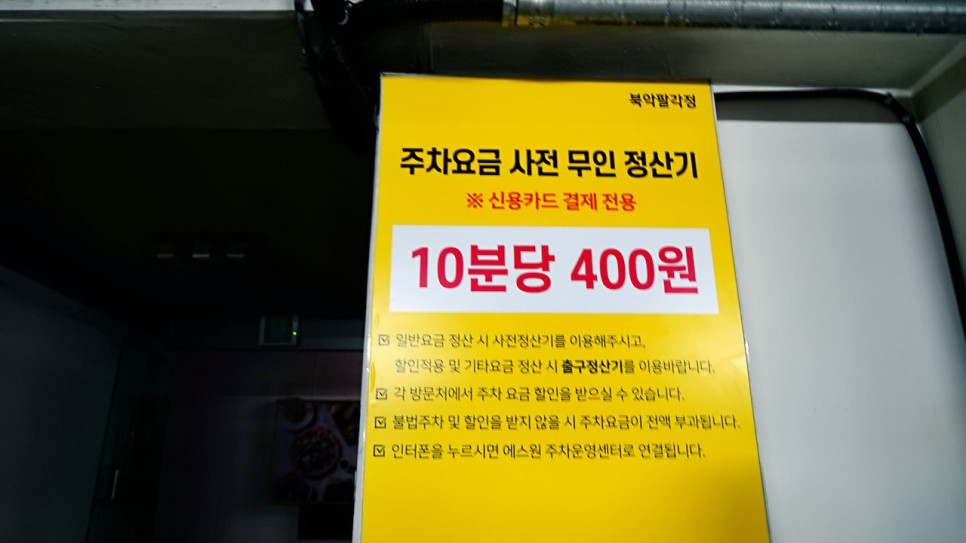 북악팔각정
주차요금 사전 무인 정산기
※ 신용카드 결제 전용
10분당 400원
☑ 일반요금 정산 시 사전정산기를 이용해주시고,
할인적용 및 기타요금 정산 시 출구정산기를 이용바랍니다.
☑ 각 방문처에서 주차 요금 할인을 받으실 수 있습니다.
☑ 불법주차 및 할인을 받지 않을 시 주차요금이 전액 부과됩니다.
☑ 인터폰을 누르시면 에스원 주차운영센터로 연결됩니다.